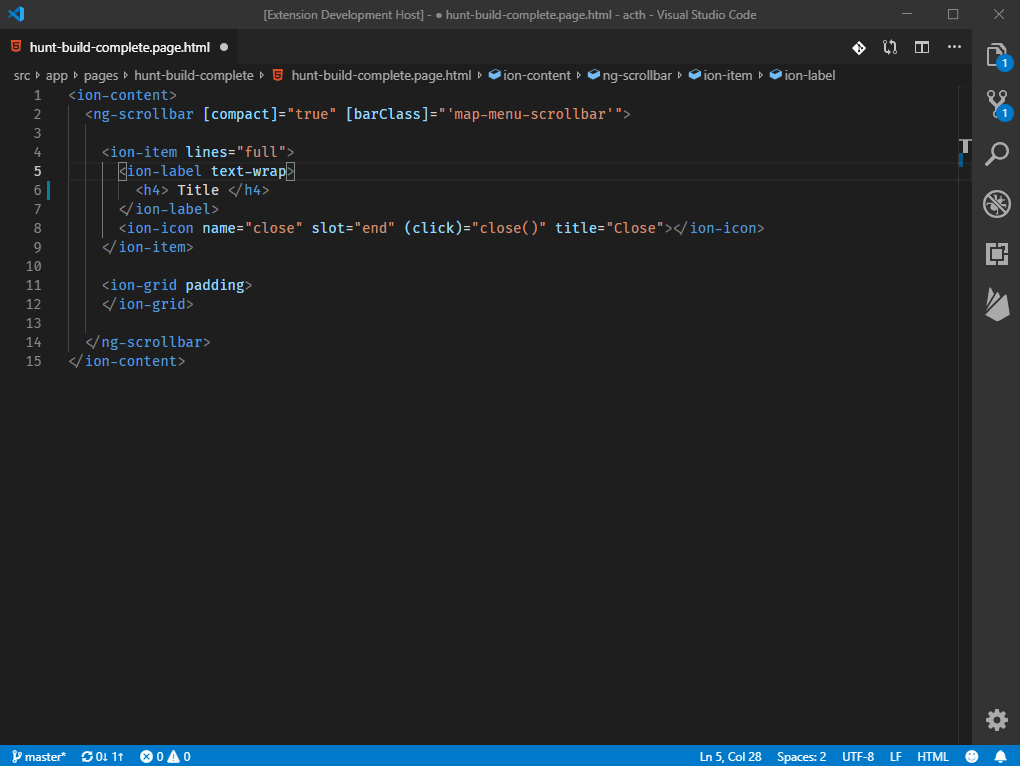 [Extension Development Host] - ● hunt-build-complete.page.html - acth - Visual Studio Code
hunt-build-complete.page.html ●
src › app › pages › hunt-build-complete › hunt-build-complete.page.html › ion-content › ng-scrollbar › ion-item › ion-label
1 <ion-content>
2   <ng-scrollbar [compact]="true" [barClass]="'map-menu-scrollbar'">
3
4     <ion-item lines="full">
5       <ion-label text-wrap>
6         <h4> Title </h4>
7       </ion-label>
8       <ion-icon name="close" slot="end" (click)="close()" title="Close"></ion-icon>
9     </ion-item>
10
11     <ion-grid padding>
12     </ion-grid>
13
14   </ng-scrollbar>
15 </ion-content>
1
1
master* 0↓ 1↑ 0 0 Ln 5, Col 28 Spaces: 2 UTF-8 LF HTML